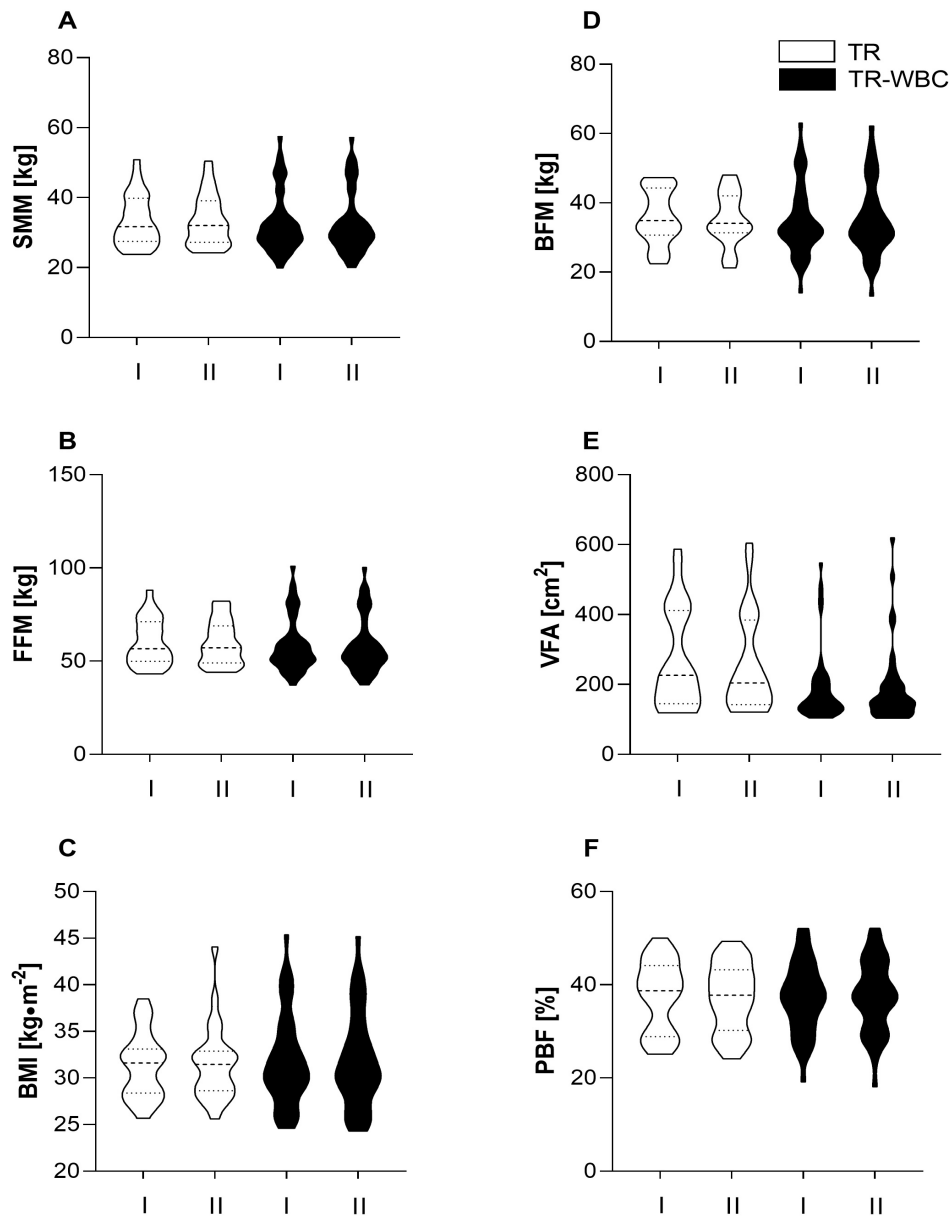 A
SMM [kg]
80
60
40
20
0
I II I II
D
TR
TR-WBC
BFM [kg]
80
60
40
20
0
I II I II
B
FFM [kg]
150
100
50
0
I II I II
E
VFA [cm²]
800
600
400
200
0
I II I II
C
BMI [kg•m⁻²]
50
45
40
35
30
25
20
I II I II
F
PBF [%]
60
40
20
0
I II I II